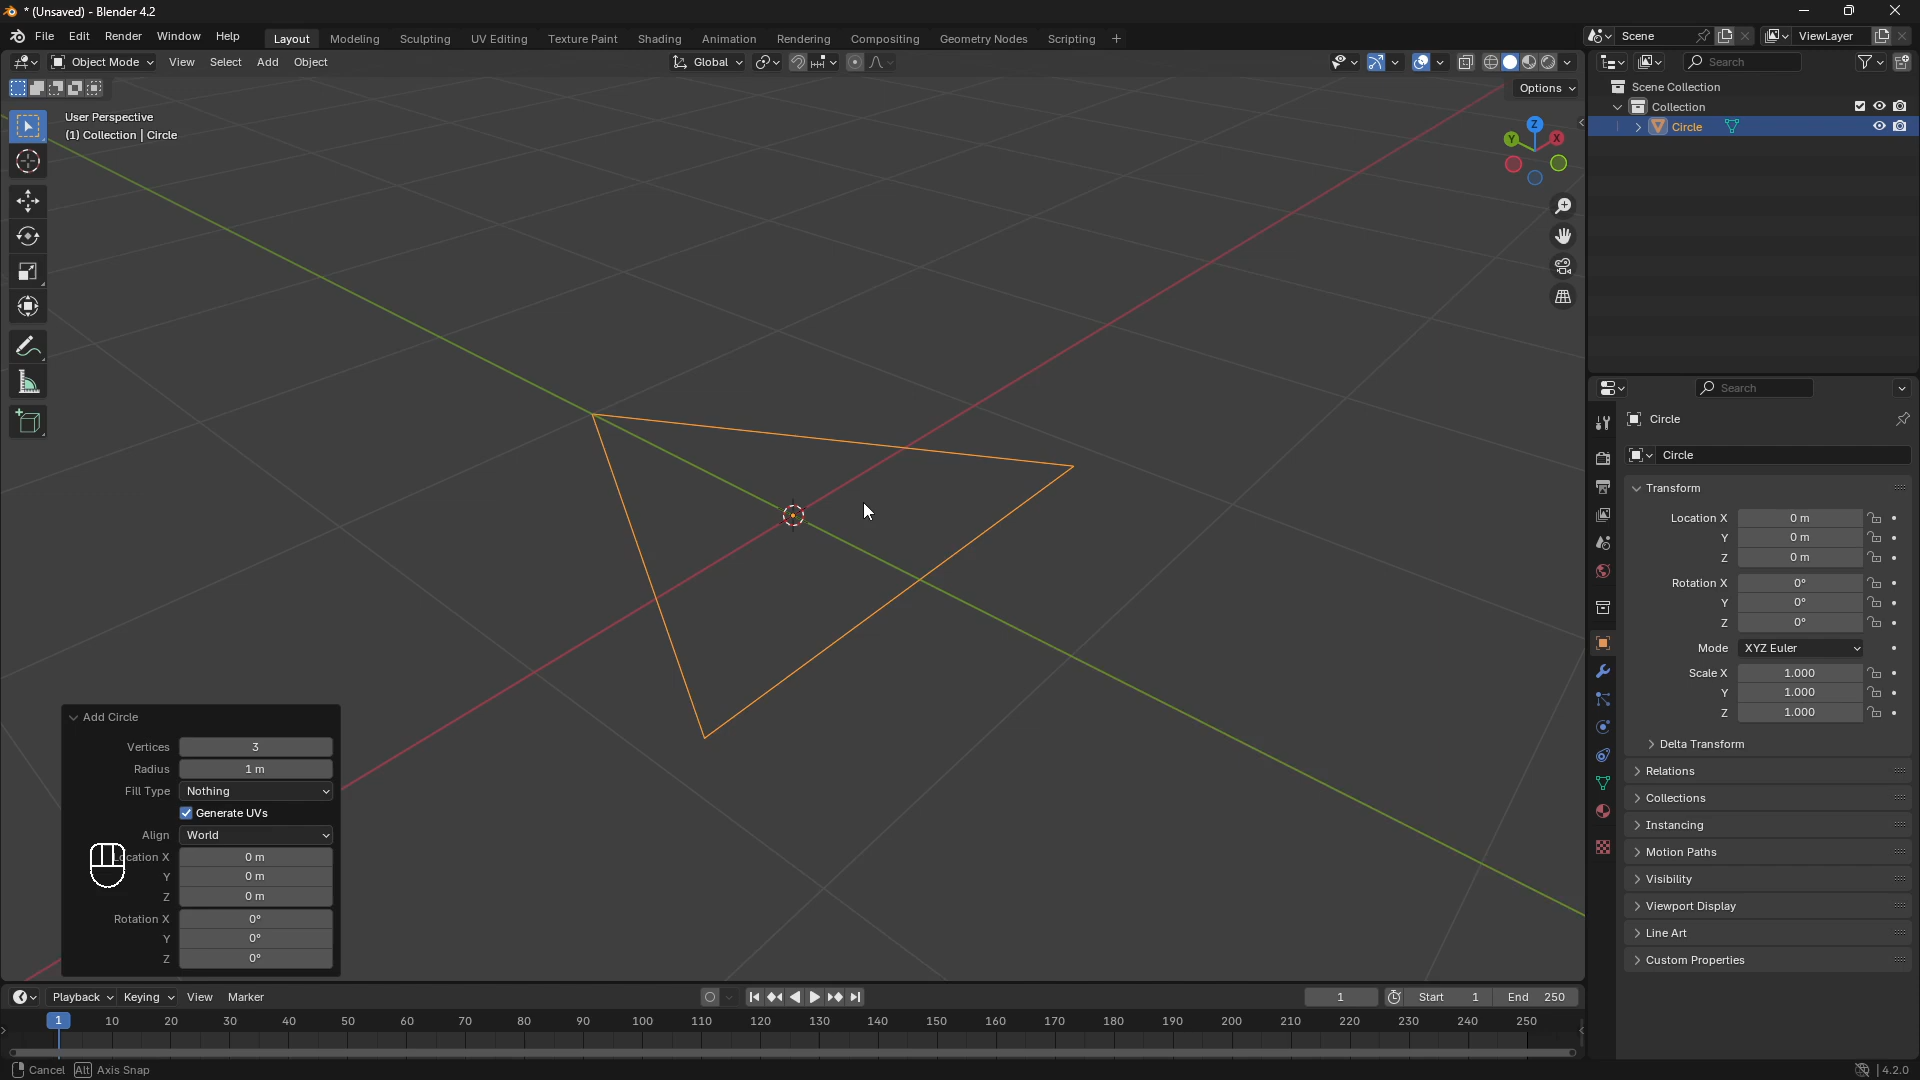 * (Unsaved) - Blender 4.2
File Edit Render Window Help Layout Modeling Sculpting UV Editing Texture Paint Shading Animation Rendering Compositing Geometry Nodes Scripting + Scene ViewLayer
Object Mode View Select Add Object Global Search
Options
User Perspective
(1) Collection | Circle
Z
Y
X
Scene Collection
Collection
Circle
Search
Circle
Circle
Transform
Location X 0 m
Y 0 m
Z 0 m
Rotation X 0°
Y 0°
Z 0°
Mode XYZ Euler
Scale X 1.000
Y 1.000
Z 1.000
Delta Transform
Relations
Collections
Instancing
Motion Paths
Visibility
Viewport Display
Line Art
Custom Properties
Add Circle
Vertices 3
Radius 1 m
Fill Type Nothing
Generate UVs
Align World
ocation X 0 m
Y 0 m
Z 0 m
Rotation X 0°
Y 0°
Z 0°
Playback Keying View Marker 1 Start 1 End 250
1 10 20 30 40 50 60 70 80 90 100 110 120 130 140 150 160 170 180 190 200 210 220 230 240 250
Cancel Alt Axis Snap 4.2.0